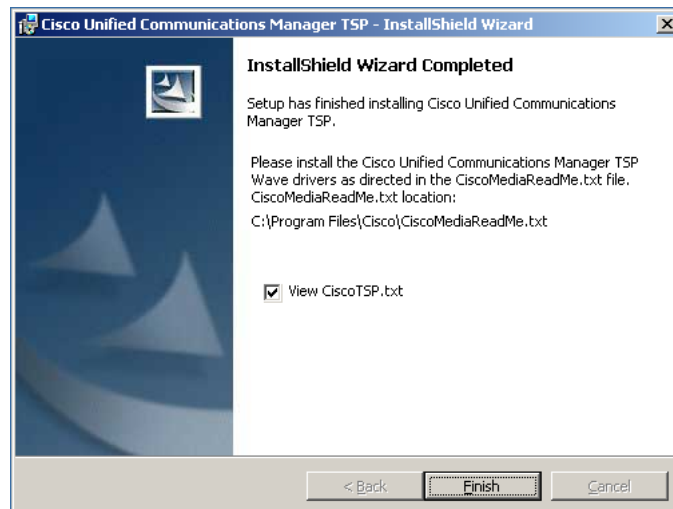 Cisco Unified Communications Manager TSP - InstallShield Wizard
InstallShield Wizard Completed
Setup has finished installing Cisco Unified Communications
Manager TSP.
Please install the Cisco Unified Communications Manager TSP
Wave drivers as directed in the CiscoMediaReadMe.txt file.
CiscoMediaReadMe.txt location:
C:\Program Files\Cisco\CiscoMediaReadMe.txt
View CiscoTSP.txt
< Back
Finish
Cancel